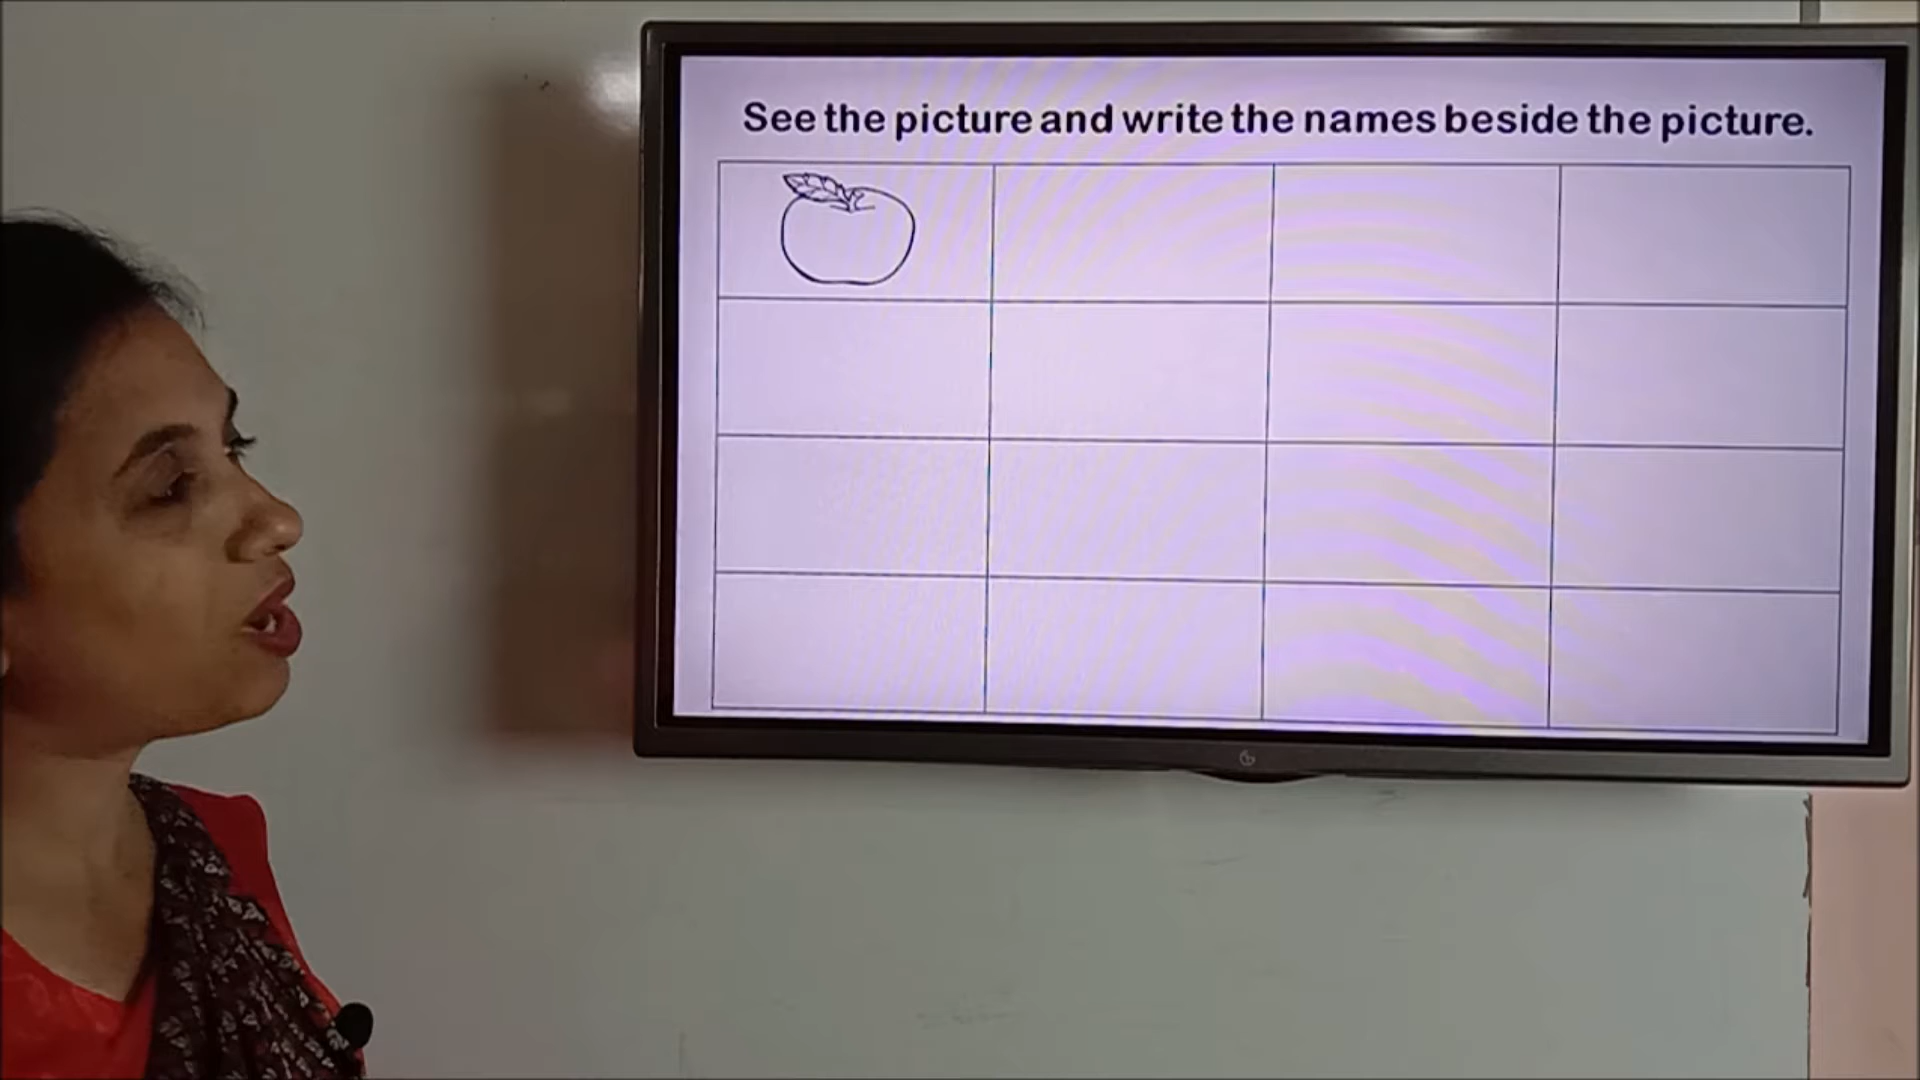 See the picture and write the names beside the picture.